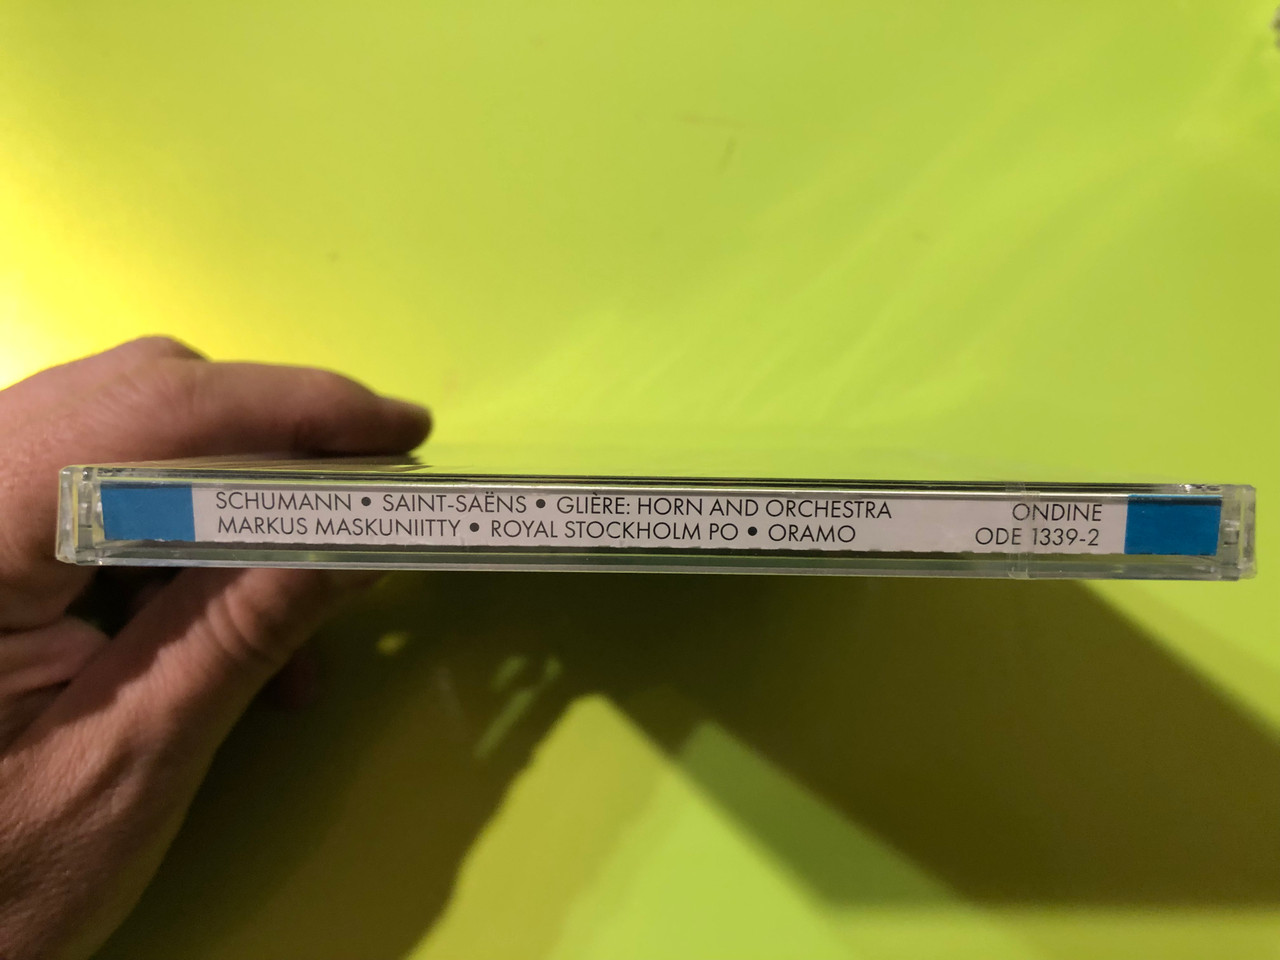 SCHUMANN • SAINT-SAËNS • GLIÈRE: HORN AND ORCHESTRA
MARKUS MASKUNIITTY • ROYAL STOCKHOLM PO • ORAMO
ONDINE
ODE 1339-2